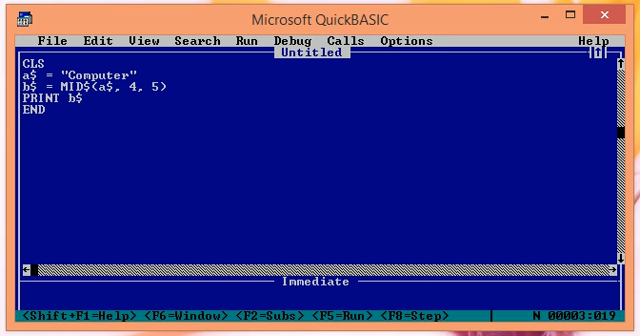 Microsoft QuickBASIC
File Edit View Search Run Debug Calls Options Help
Untitled
CLS
a$ = "Computer"
b$ = MID$(a$, 4, 5)
PRINT b$
END
Immediate
<Shift+F1=Help> <F6=Window> <F2=Subs> <F5=Run> <F8=Step> N 00003:019